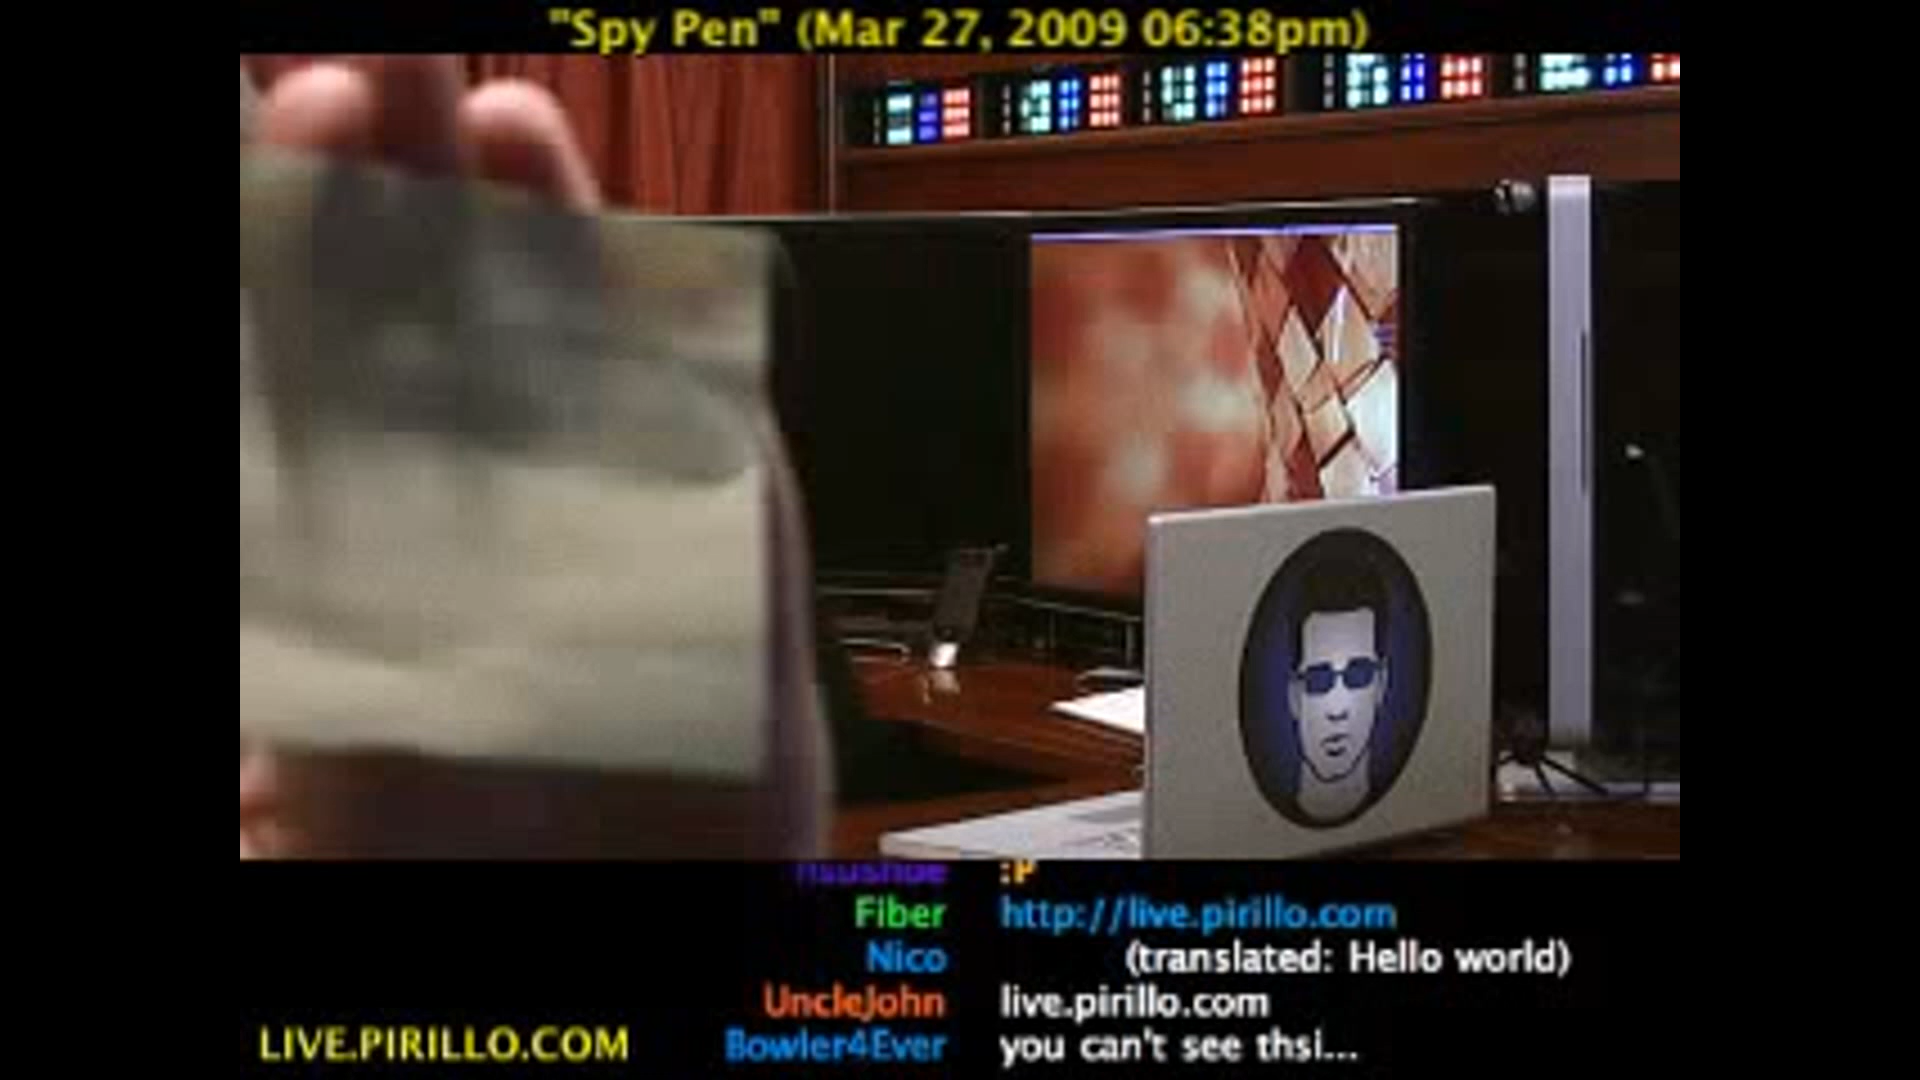 "Spy Pen" (Mar 27, 2009 06:38pm)
:P
Fiber http://live.pirillo.com
Nico (translated: Hello world)
UncleJohn live.pirillo.com
Bowler4Ever you can't see thsi...
LIVE.PIRILLO.COM